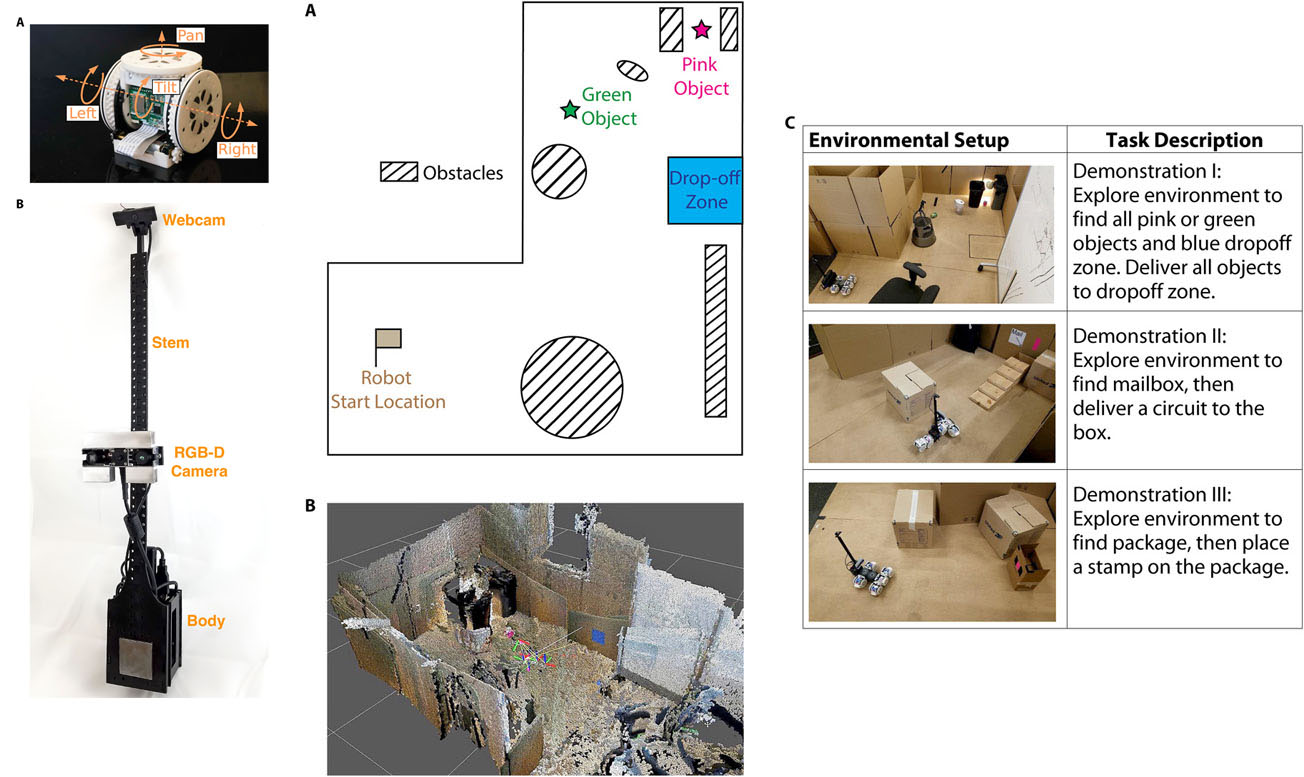 A
Pan
Tilt
Left
Right
B
Webcam
Stem
RGB-D
Camera
Body
A
Pink
Object
Green
Object
Obstacles
Drop-off
Zone
Robot
Start Location
B
C
Environmental Setup
Task Description
Demonstration I:
Explore environment to
find all pink or green
objects and blue dropoff
zone. Deliver all objects
to dropoff zone.
Demonstration II:
Explore environment to
find mailbox, then
deliver a circuit to the
box.
Demonstration III:
Explore environment to
find package, then place
a stamp on the package.